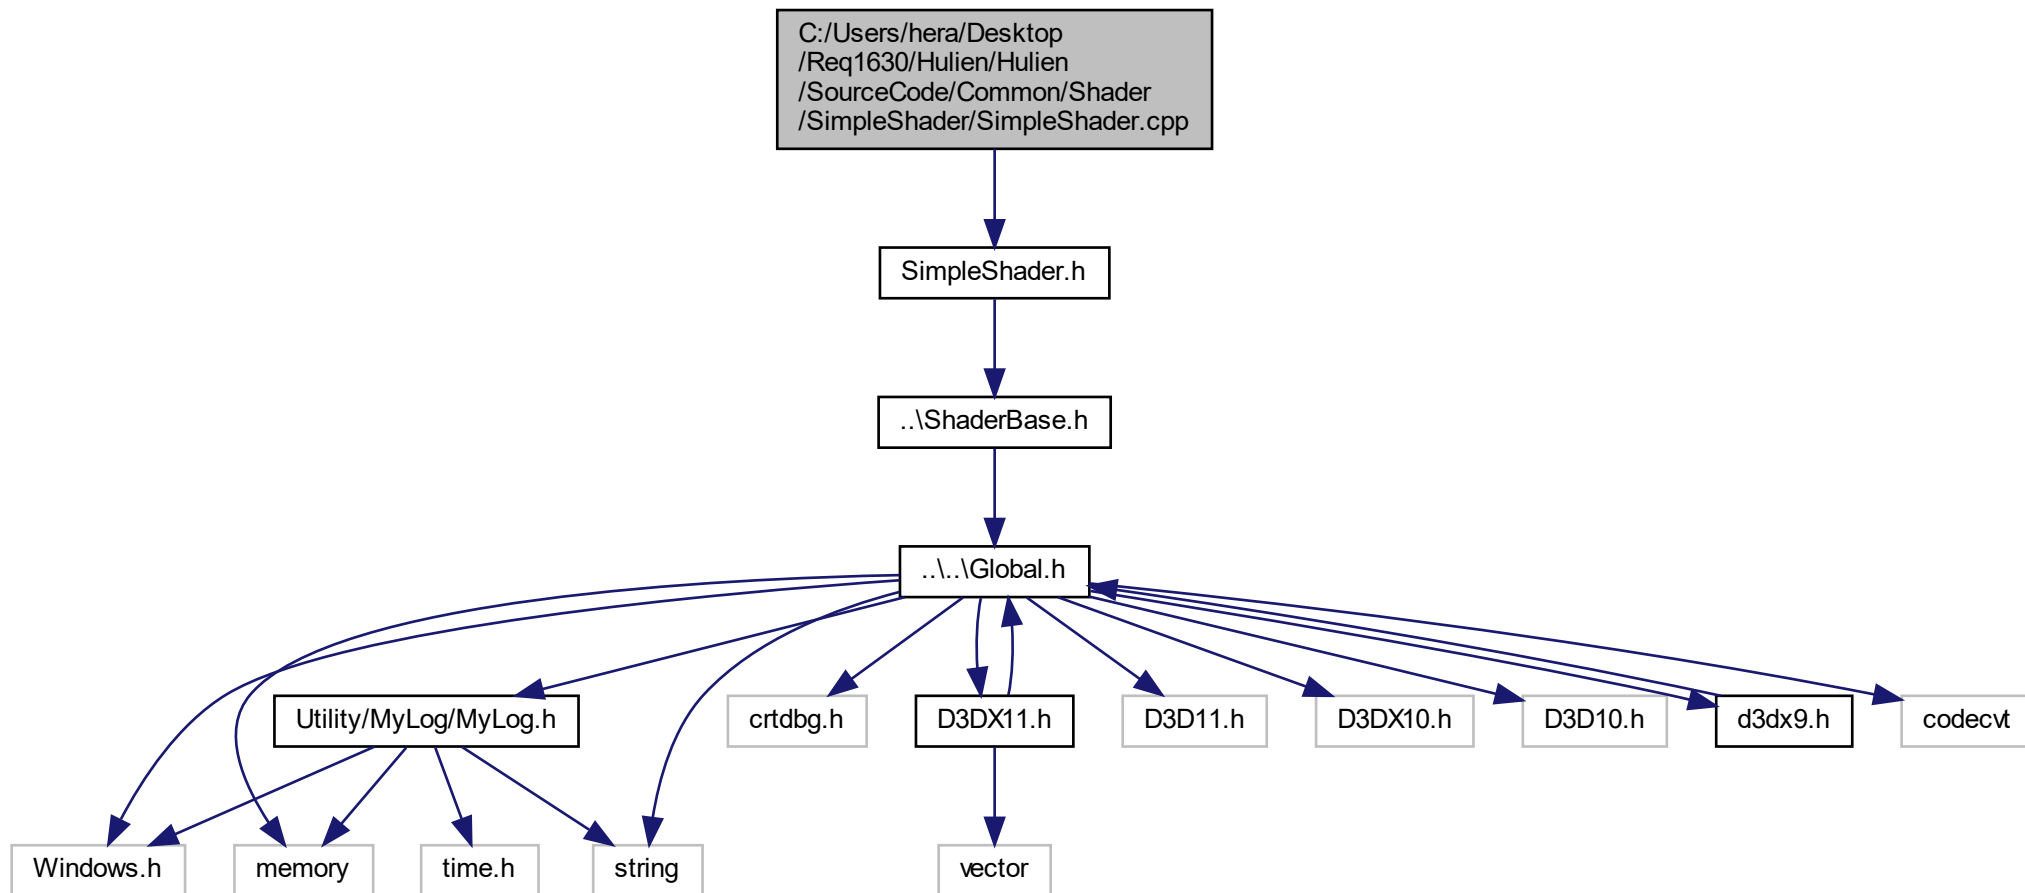 C:/Users/hera/Desktop
/Req1630/Hulien/Hulien
/SourceCode/Common/Shader
/SimpleShader/SimpleShader.cpp
SimpleShader.h
..\ShaderBase.h
..\..\Global.h
Utility/MyLog/MyLog.h
crtdbg.h
D3DX11.h
D3D11.h
D3DX10.h
D3D10.h
d3dx9.h
codecvt
Windows.h
memory
time.h
string
vector